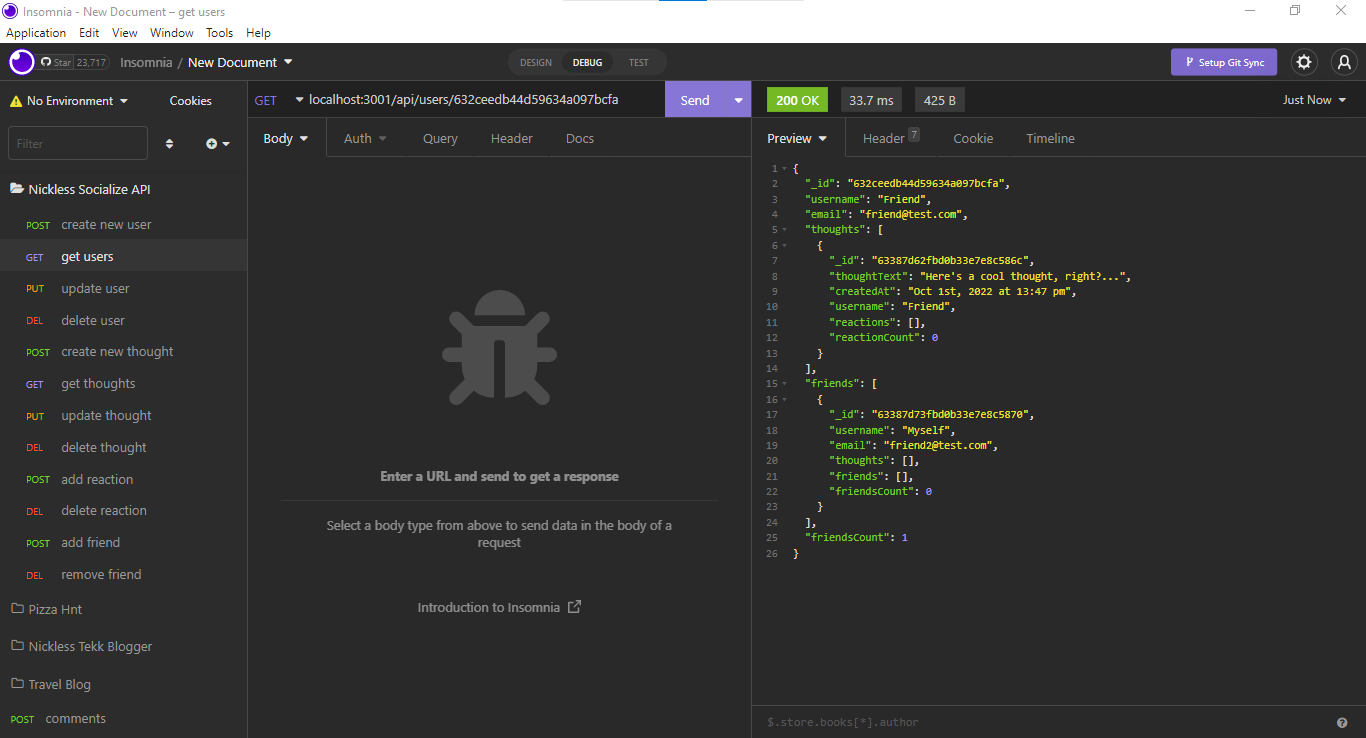 Insomnia - New Document – get users
Application Edit View Window Tools Help
Star 23,717 Insomnia / New Document DESIGN DEBUG TEST Setup Git Sync
No Environment Cookies
Filter
Nickless Socialize API
POST create new user
GET get users
PUT update user
DEL delete user
POST create new thought
GET get thoughts
PUT update thought
DEL delete thought
POST add reaction
DEL delete reaction
POST add friend
DEL remove friend
Pizza Hnt
Nickless Tekk Blogger
Travel Blog
POST comments
GET localhost:3001/api/users/632ceedb44d59634a097bcfa Send
Body Auth Query Header Docs
Enter a URL and send to get a response
Select a body type from above to send data in the body of a
request
Introduction to Insomnia
200 OK 33.7 ms 425 B Just Now
Preview Header 7 Cookie Timeline
1 {
2 "_id": "632ceedb44d59634a097bcfa",
3 "username": "Friend",
4 "email": "friend@test.com",
5 "thoughts": [
6 {
7 "_id": "63387d62fbd0b33e7e8c586c",
8 "thoughtText": "Here's a cool thought, right?...",
9 "createdAt": "Oct 1st, 2022 at 13:47 pm",
10 "username": "Friend",
11 "reactions": [],
12 "reactionCount": 0
13 }
14 ],
15 "friends": [
16 {
17 "_id": "63387d73fbd0b33e7e8c5870",
18 "username": "Myself",
19 "email": "friend2@test.com",
20 "thoughts": [],
21 "friends": [],
22 "friendsCount": 0
23 }
24 ],
25 "friendsCount": 1
26 }
$.store.books[*].author